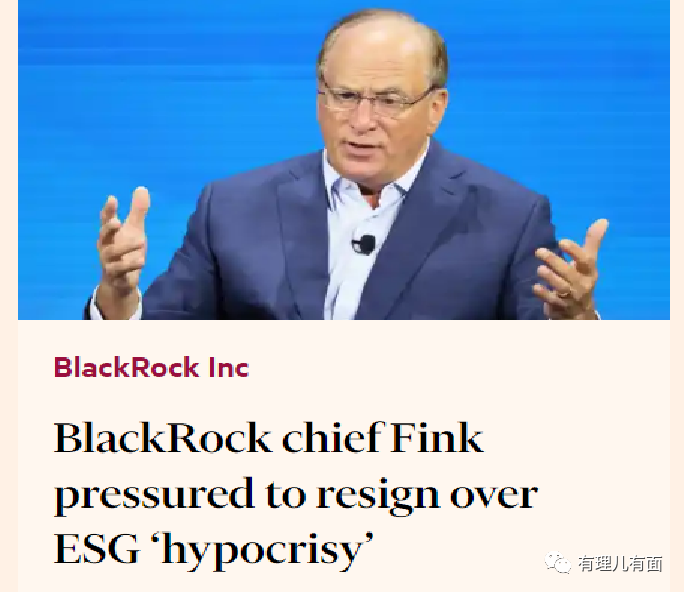 BlackRock Inc
BlackRock chief Fink
pressured to resign over
ESG ‘hypocrisy’
有理儿有面